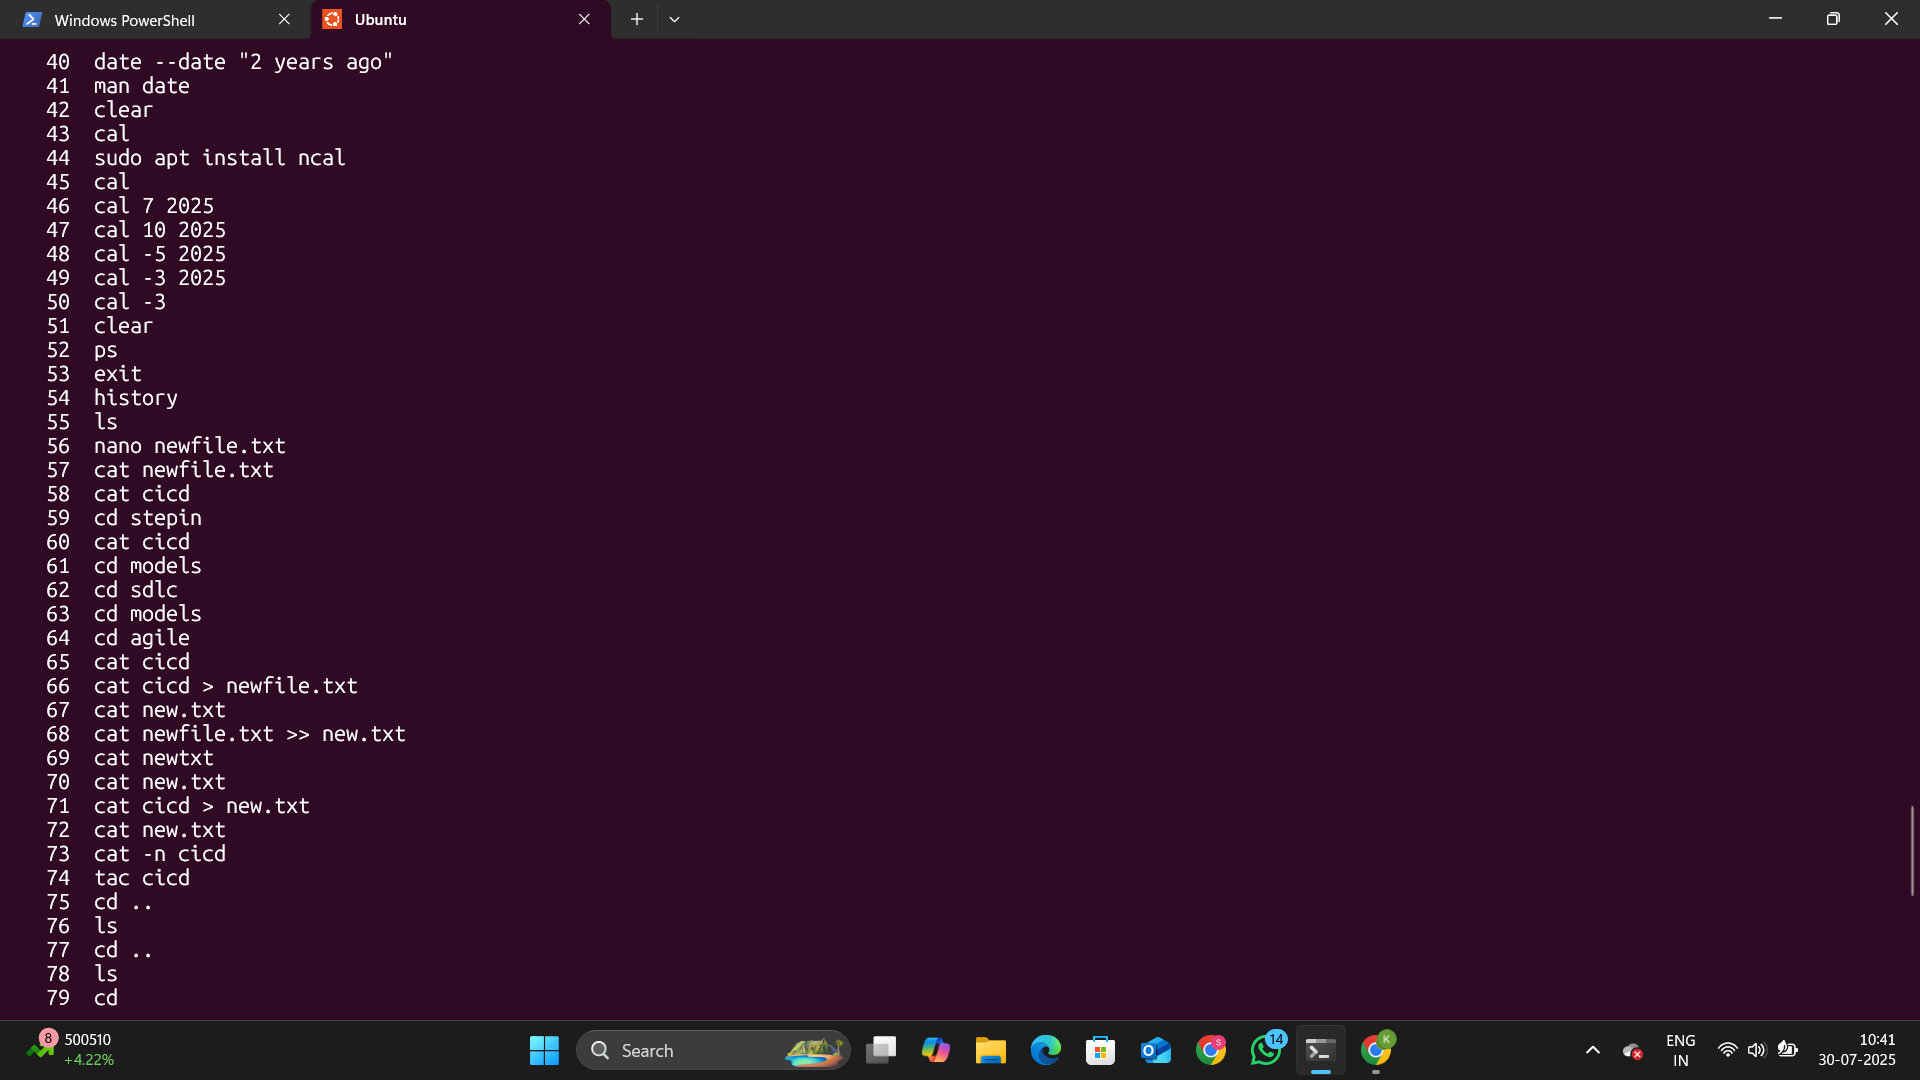 Windows PowerShell
Ubuntu
40 date --date "2 years ago"
41 man date
42 clear
43 cal
44 sudo apt install ncal
45 cal
46 cal 7 2025
47 cal 10 2025
48 cal -5 2025
49 cal -3 2025
50 cal -3
51 clear
52 ps
53 exit
54 history
55 ls
56 nano newfile.txt
57 cat newfile.txt
58 cat cicd
59 cd stepin
60 cat cicd
61 cd models
62 cd sdlc
63 cd models
64 cd agile
65 cat cicd
66 cat cicd > newfile.txt
67 cat new.txt
68 cat newfile.txt >> new.txt
69 cat newtxt
70 cat new.txt
71 cat cicd > new.txt
72 cat new.txt
73 cat -n cicd
74 tac cicd
75 cd ..
76 ls
77 cd ..
78 ls
79 cd
8
500510
+4.22%
Search
O
S
14
K
ENG
IN
10:41
30-07-2025